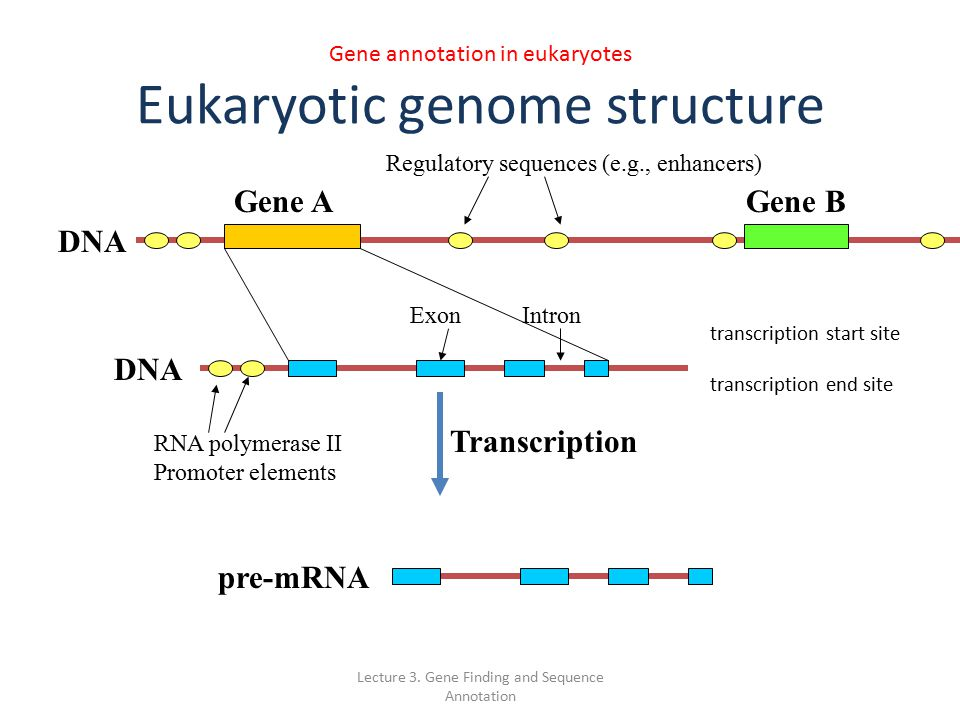 Gene annotation in eukaryotes
Eukaryotic genome structure
Regulatory sequences (e.g., enhancers)
Gene A
Gene B
DNA
Exon
Intron
transcription start site
DNA
transcription end site
RNA polymerase II
Promoter elements
Transcription
pre-mRNA
Lecture 3. Gene Finding and Sequence
Annotation